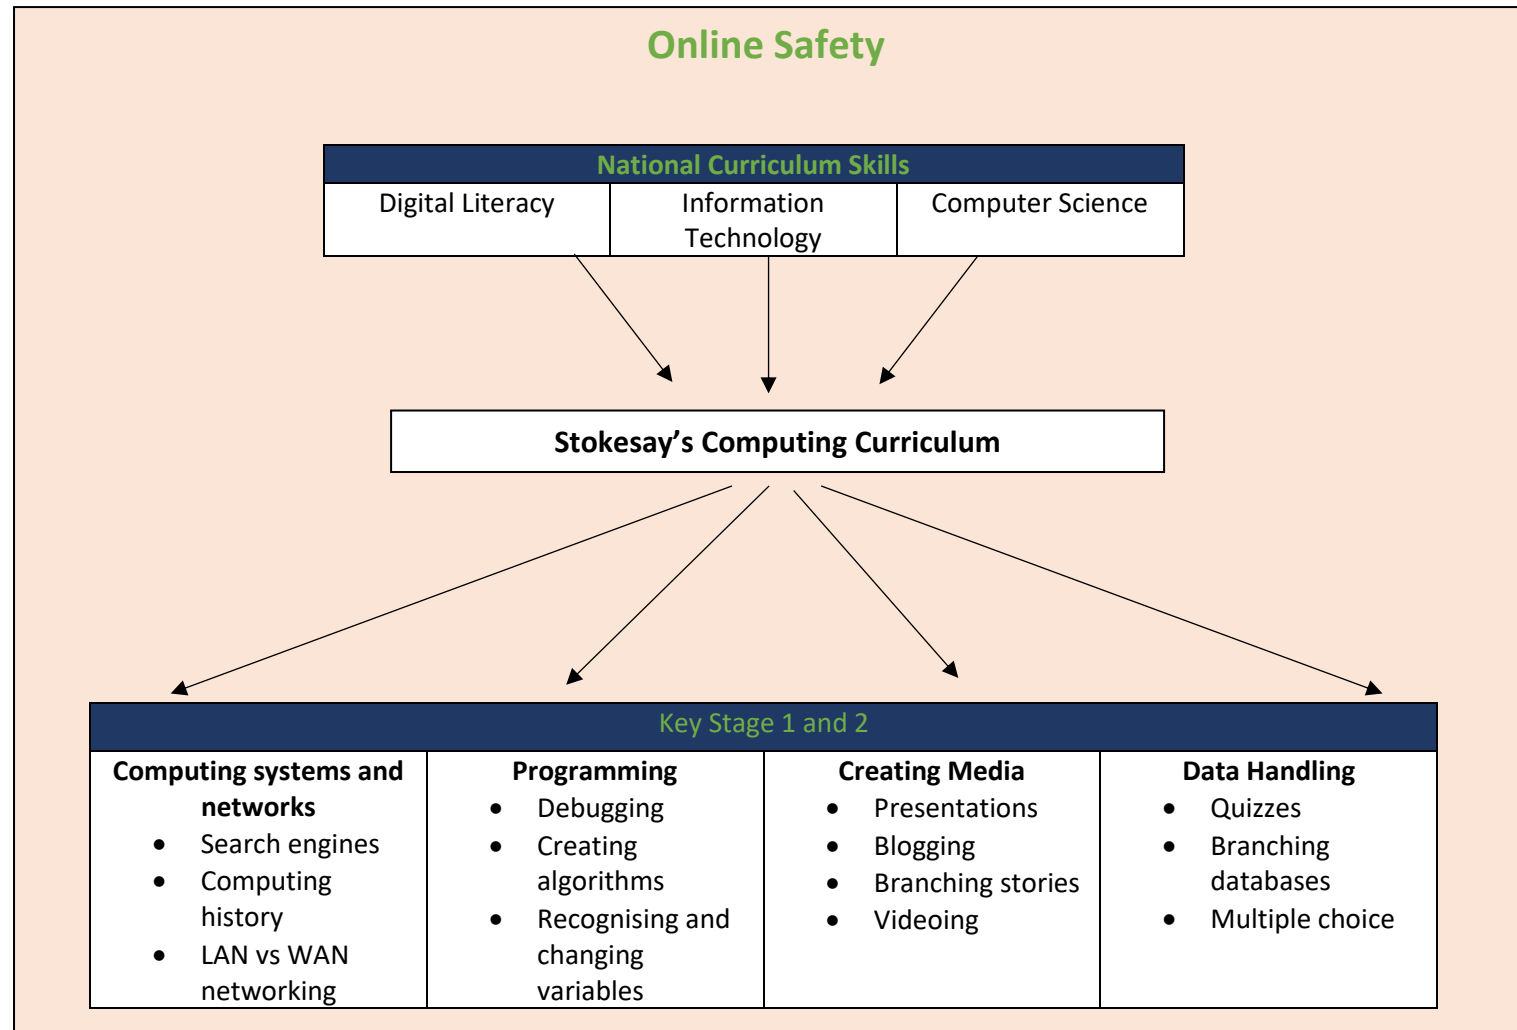 Online Safety
National Curriculum Skills
Digital Literacy
Information
Technology
Computer Science
Stokesay’s Computing Curriculum
Key Stage 1 and 2
Computing systems and
networks
• Search engines
• Computing
history
• LAN vs WAN
networking
Programming
• Debugging
• Creating
algorithms
• Recognising and
changing
variables
Creating Media
• Presentations
• Blogging
• Branching stories
• Videoing
Data Handling
• Quizzes
• Branching
databases
• Multiple choice